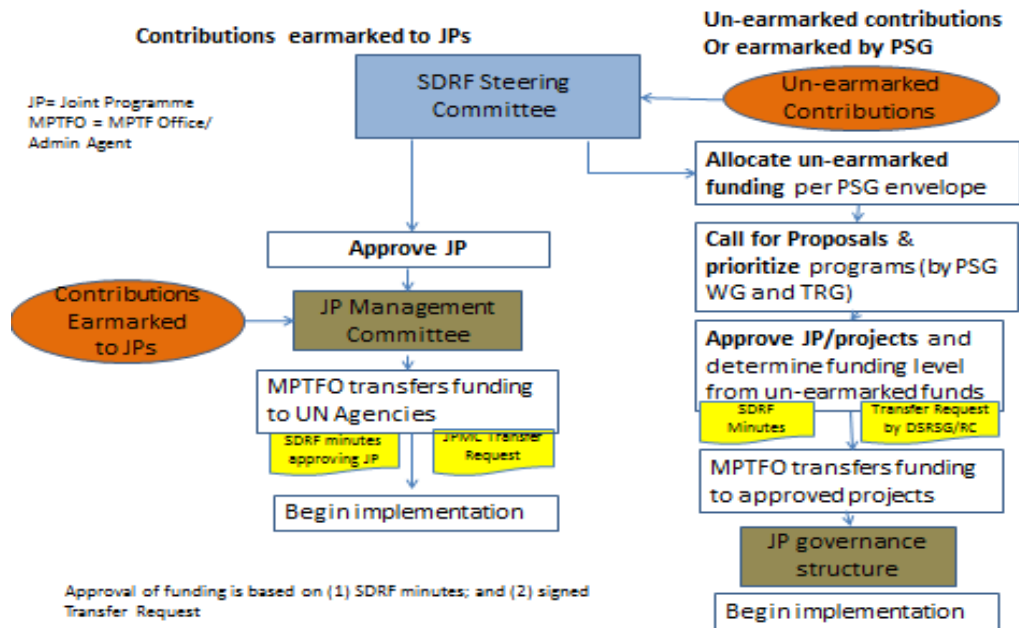 Contributions earmarked to JPs
Un-earmarked contributions
Or earmarked by PSG
JP= Joint Programme
MPTFO = MPTF Office/
Admin Agent
SDRF Steering
Committee
Un-earmarked
Contributions
Allocate un-earmarked
funding per PSG envelope
Approve JP
Call for Proposals &
prioritize programs (by PSG
WG and TRG)
Contributions
Earmarked
to JPs
JP Management
Committee
Approve JP/projects and
determine funding level
from un-earmarked funds
MPTFO transfers funding
to UN Agencies
SDRF
Minutes
Transfer Request
by DSRSG/RC
SDRF minutes
approving JP
JPMC Transfer
Request
MPTFO transfers funding
to approved projects
Begin implementation
JP governance
structure
Approval of funding is based on (1) SDRF minutes; and (2) signed
Transfer Request
Begin implementation